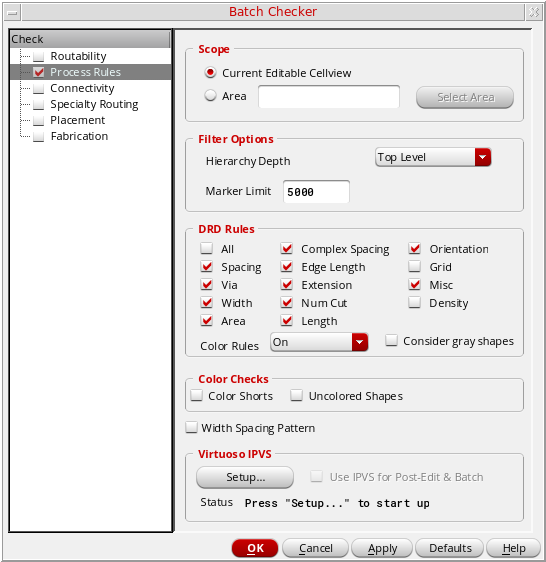 Batch Checker
Check
Routability
Process Rules
Connectivity
Specialty Routing
Placement
Fabrication
Scope
Current Editable Cellview
Area Select Area
Filter Options
Hierarchy Depth Top Level
Marker Limit 5000
DRD Rules
All Complex Spacing Orientation
Spacing Edge Length Grid
Via Extension Misc
Width Num Cut Density
Area Length
Color Rules On Consider gray shapes
Color Checks
Color Shorts Uncolored Shapes
Width Spacing Pattern
Virtuoso IPVS
Setup... Use IPVS for Post-Edit & Batch
Status Press "Setup..." to start up
OK Cancel Apply Defaults Help